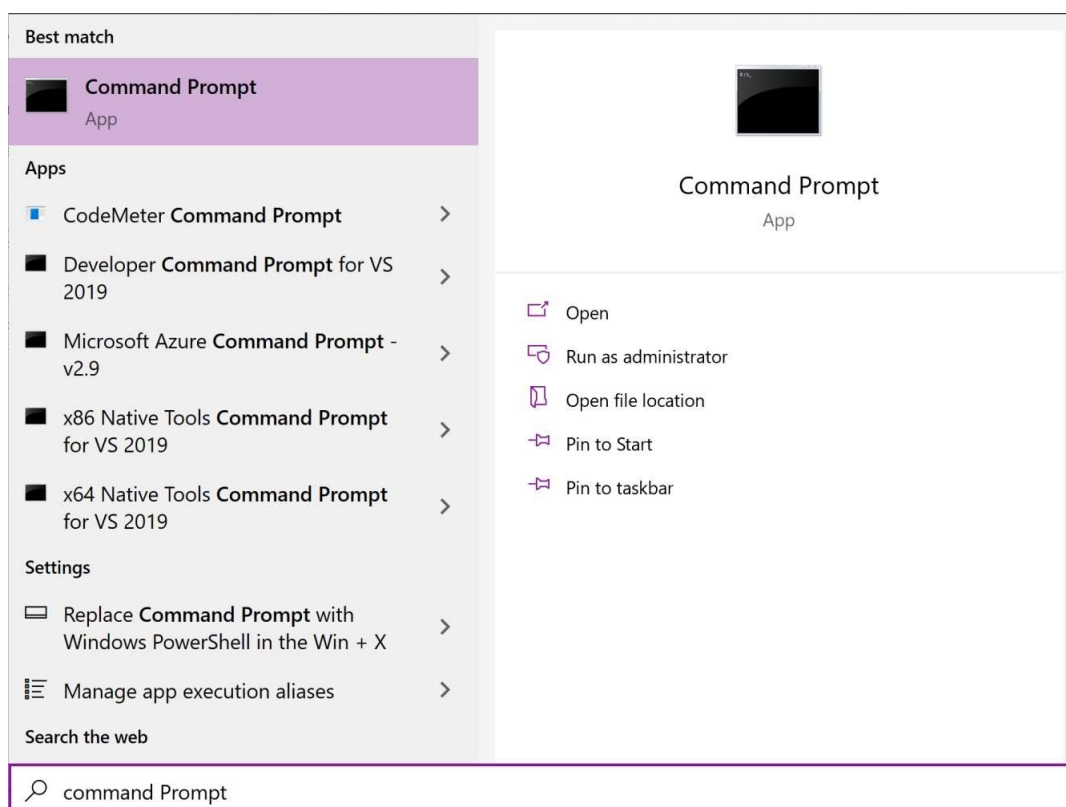 Best match
Command Prompt
App
Apps
CodeMeter Command Prompt
Developer Command Prompt for VS
2019
Microsoft Azure Command Prompt -
v2.9
x86 Native Tools Command Prompt
for VS 2019
x64 Native Tools Command Prompt
for VS 2019
Settings
Replace Command Prompt with
Windows PowerShell in the Win + X
Manage app execution aliases
Search the web
command Prompt
Command Prompt
App
Open
Run as administrator
Open file location
Pin to Start
Pin to taskbar